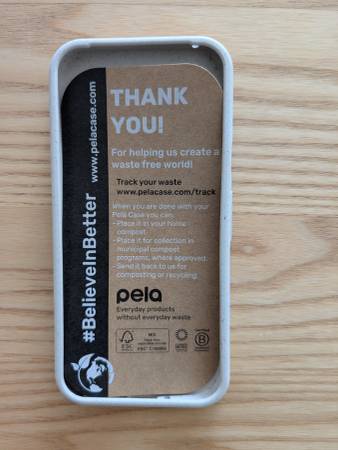 THANK
YOU!
For helping us create a
waste free world!
Track your waste
www.pelacase.com/track
When you are done with your
Pela Case you can:
- Place it in your home
compost.
- Place it for collection in
municipal compost
programs, where approved.
- Send it back to us for
composting or recycling.
pela
Everyday products
without everyday waste
#BelieveInBetter
www.pelacase.com
FSC
MIX
B